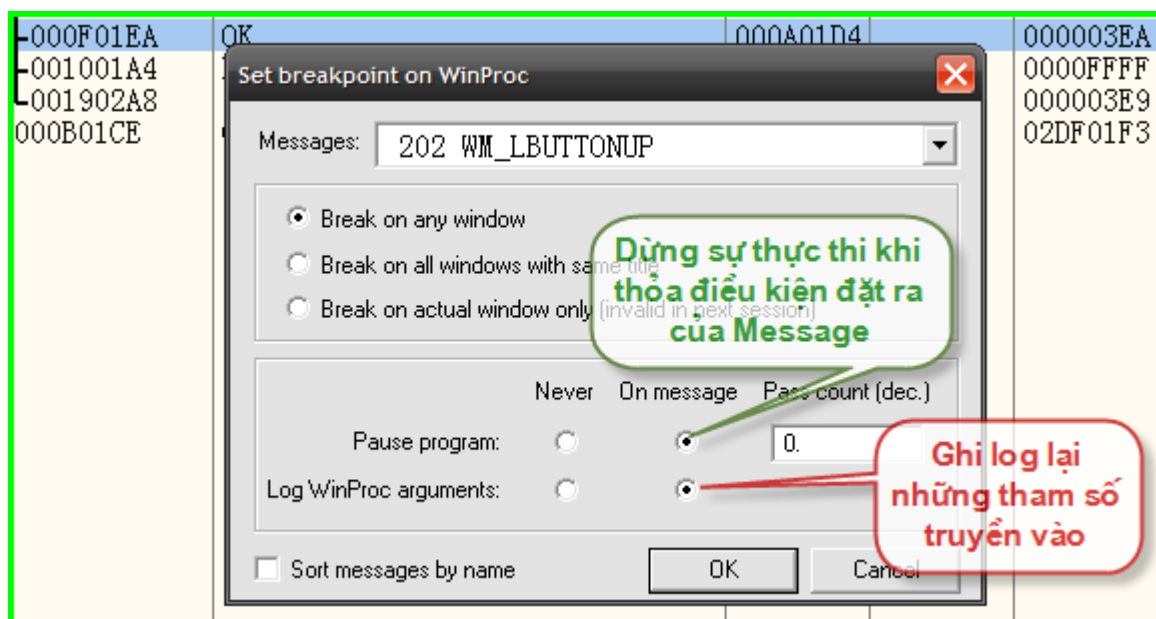 000F01EA OK 000A01D4 000003EA
001001A4 0000FFFF
001902A8 000003E9
000B01CE 02DF01F3
Set breakpoint on WinProc
Messages: 202 WM_LBUTTONUP
Break on any window
Break on all windows with same title
Break on actual window only (invalid in next session)
Dừng sự thực thi khi
thỏa điều kiện đặt ra
của Message
Never On message Pass count (dec.)
Pause program: 0.
Log WinProc arguments:
Ghi log lại
những tham số
truyền vào
Sort messages by name OK Cancel